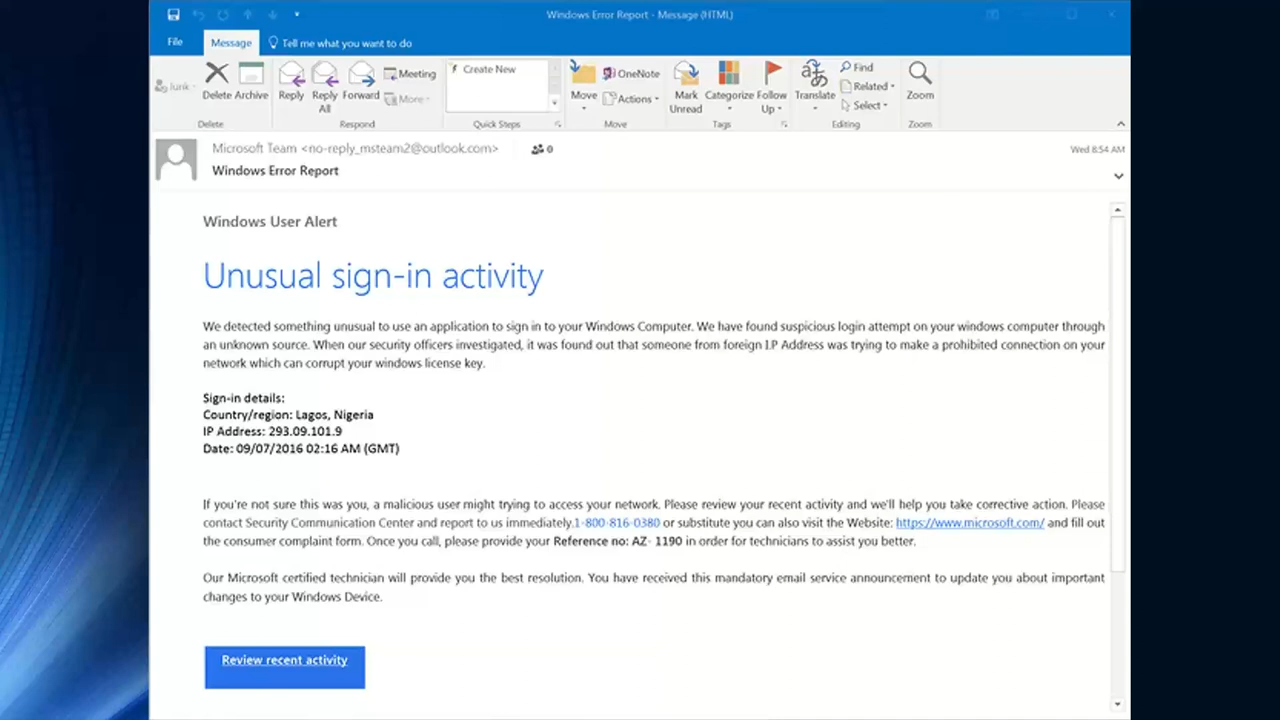 Windows Error Report - Message (HTML)
File Message Tell me what you want to do
Junk Delete Archive Reply Reply All Forward Meeting More Create New Move OneNote Actions Mark Unread Categorize Follow Up Translate Find Related Select Zoom
Delete Respond Quick Steps Move Tags Editing Zoom
Microsoft Team <no-reply_msteam2@outlook.com> 0 Wed 8:54 AM
Windows Error Report
Windows User Alert
Unusual sign-in activity
We detected something unusual to use an application to sign in to your Windows Computer. We have found suspicious login attempt on your windows computer through
an unknown source. When our security officers investigated, it was found out that someone from foreign I.P Address was trying to make a prohibited connection on your
network which can corrupt your windows license key.
Sign-in details:
Country/region: Lagos, Nigeria
IP Address: 293.09.101.9
Date: 09/07/2016 02:16 AM (GMT)
If you're not sure this was you, a malicious user might trying to access your network. Please review your recent activity and we'll help you take corrective action. Please
contact Security Communication Center and report to us immediately.1-800-816-0380 or substitute you can also visit the Website: https://www.microsoft.com/ and fill out
the consumer complaint form. Once you call, please provide your Reference no: AZ- 1190 in order for technicians to assist you better.
Our Microsoft certified technician will provide you the best resolution. You have received this mandatory email service announcement to update you about important
changes to your Windows Device.
Review recent activity